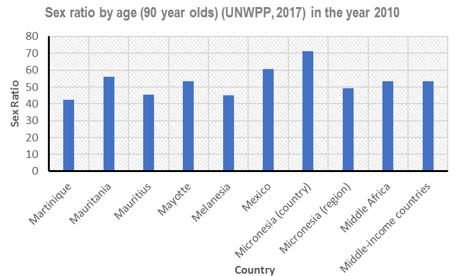 Sex ratio by age (90 year olds) (UNWPP, 2017) in the year 2010
80
70
60
50
40
30
20
10
0
Sex Ratio
Martinique
Mauritania
Mauritius
Mayotte
Melanesia
Mexico
Micronesia (country)
Micronesia (region)
Middle Africa
Middle-income countries
Country